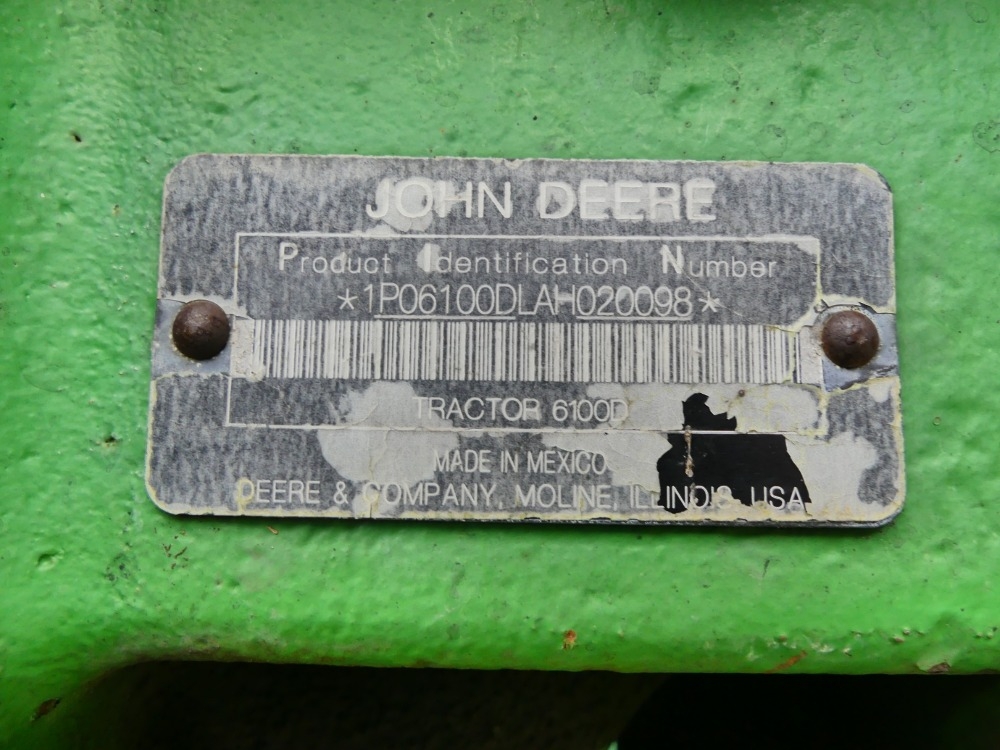 JOHN DEERE
Product Identification Number
*1P06100DLAH020098*
TRACTOR 6100D
MADE IN MEXICO
DEERE & COMPANY, MOLINE, ILLINOIS, USA